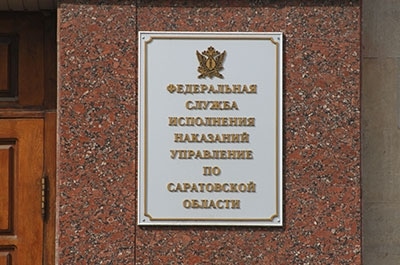 ФЕДЕРАЛЬНАЯ
СЛУЖБА
ИСПОЛНЕНИЯ
НАКАЗАНИЙ
УПРАВЛЕНИЕ
ПО
САРАТОВСКОЙ
ОБЛАСТИ